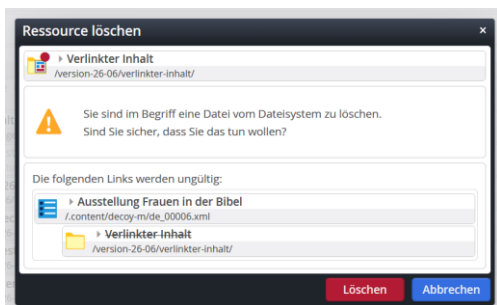 Ressource löschen
Verlinkter Inhalt
/version-26-06/verlinkter-inhalt/
Sie sind im Begriff eine Datei vom Dateisystem zu löschen.
Sind Sie sicher, dass Sie das tun wollen?
Die folgenden Links werden ungültig:
Ausstellung Frauen in der Bibel
/.content/decoy-m/de_00006.xml
Verlinkter Inhalt
/version-26-06/verlinkter-inhalt/
Löschen Abbrechen